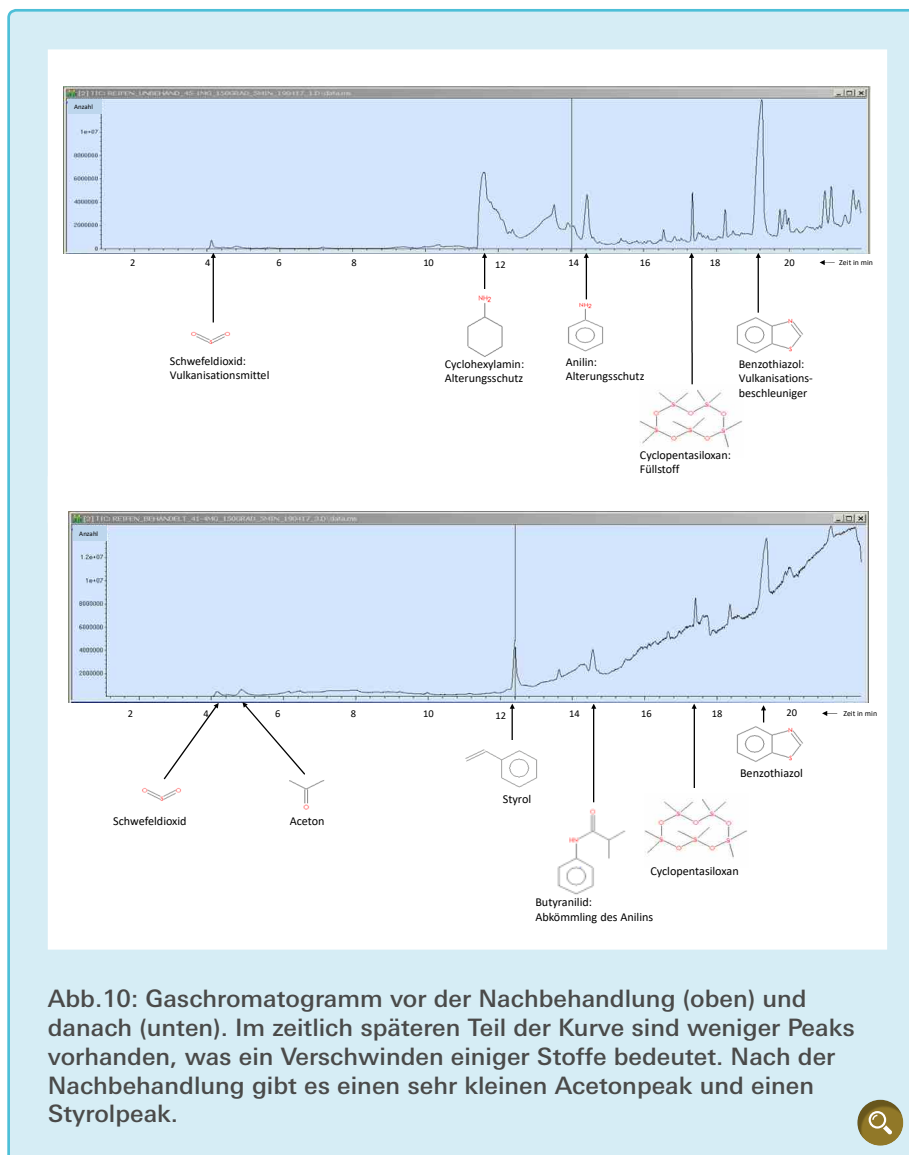 Anzahl
1e+07
8000000
6000000
4000000
2000000
0
2 4 6 8 10 12 14 16 18 20 Zeit in min
NH₂
NH₂
O S O
N
S
Schwefeldioxid:
Vulkanisationsmittel
Cyclohexylamin:
Alterungsschutz
Anilin:
Alterungsschutz
Benzothiazol:
Vulkanisations-
beschleuniger
Cyclopentasiloxan:
Füllstoff
Anzahl
1.2e+07
1e+07
8000000
6000000
4000000
2000000
2 4 6 8 10 12 14 16 18 20 Zeit in min
Schwefeldioxid
Aceton
Styrol
Benzothiazol
Cyclopentasiloxan
Butyranilid:
Abkömmling des Anilins
Abb.10: Gaschromatogramm vor der Nachbehandlung (oben) und
danach (unten). Im zeitlich späteren Teil der Kurve sind weniger Peaks
vorhanden, was ein Verschwinden einiger Stoffe bedeutet. Nach der
Nachbehandlung gibt es einen sehr kleinen Acetonpeak und einen
Styrolpeak.